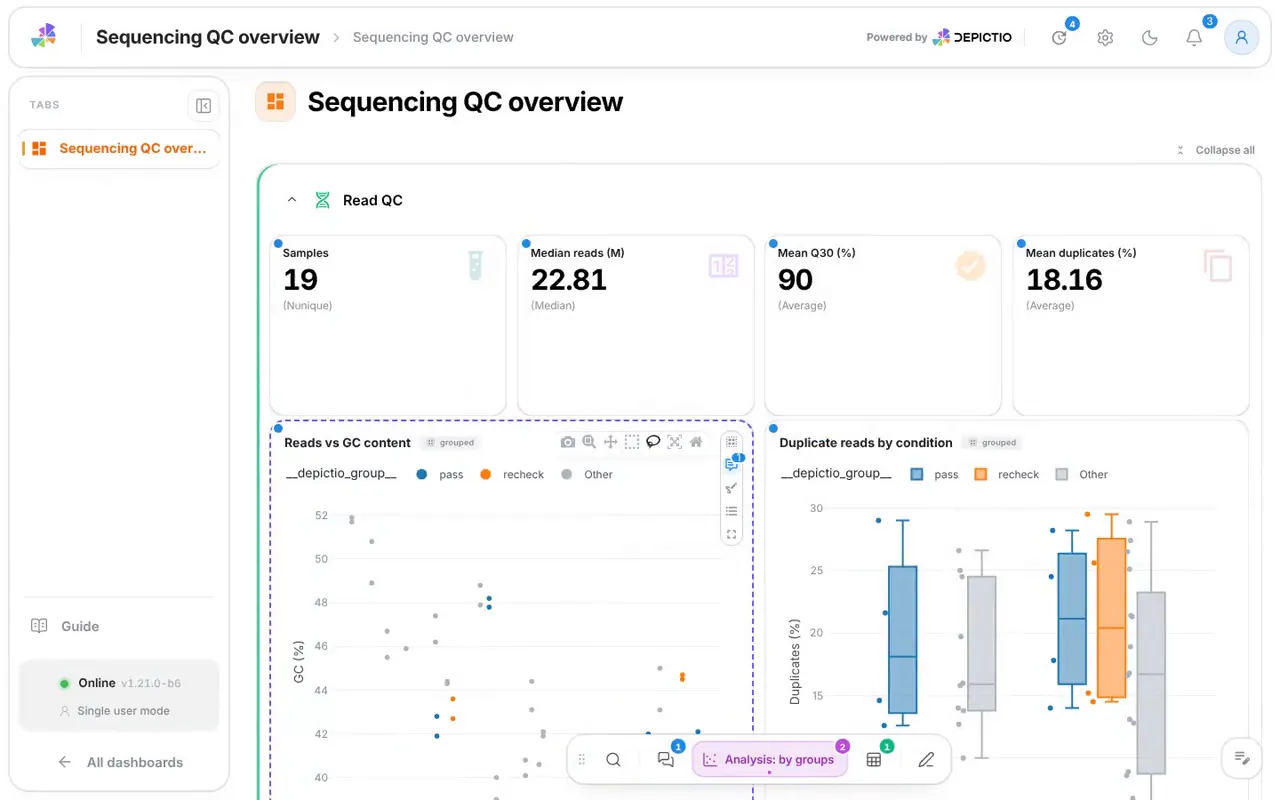 Sequencing QC overview
Sequencing QC overview
Powered by DEPICTIO
4
3
TABS
Sequencing QC over...
Sequencing QC overview
Collapse all
Read QC
Samples
19
(Nunique)
Median reads (M)
22.81
(Median)
Mean Q30 (%)
90
(Average)
Mean duplicates (%)
18.16
(Average)
Reads vs GC content
grouped
1
__depictio_group__ pass recheck Other
52
50
48
46
44
42
40
GC (%)
Duplicate reads by condition
grouped
__depictio_group__ pass recheck Other
30
25
20
15
Duplicates (%)
Guide
Online v1.21.0-b6
Single user mode
All dashboards
1
Analysis: by groups
2
1